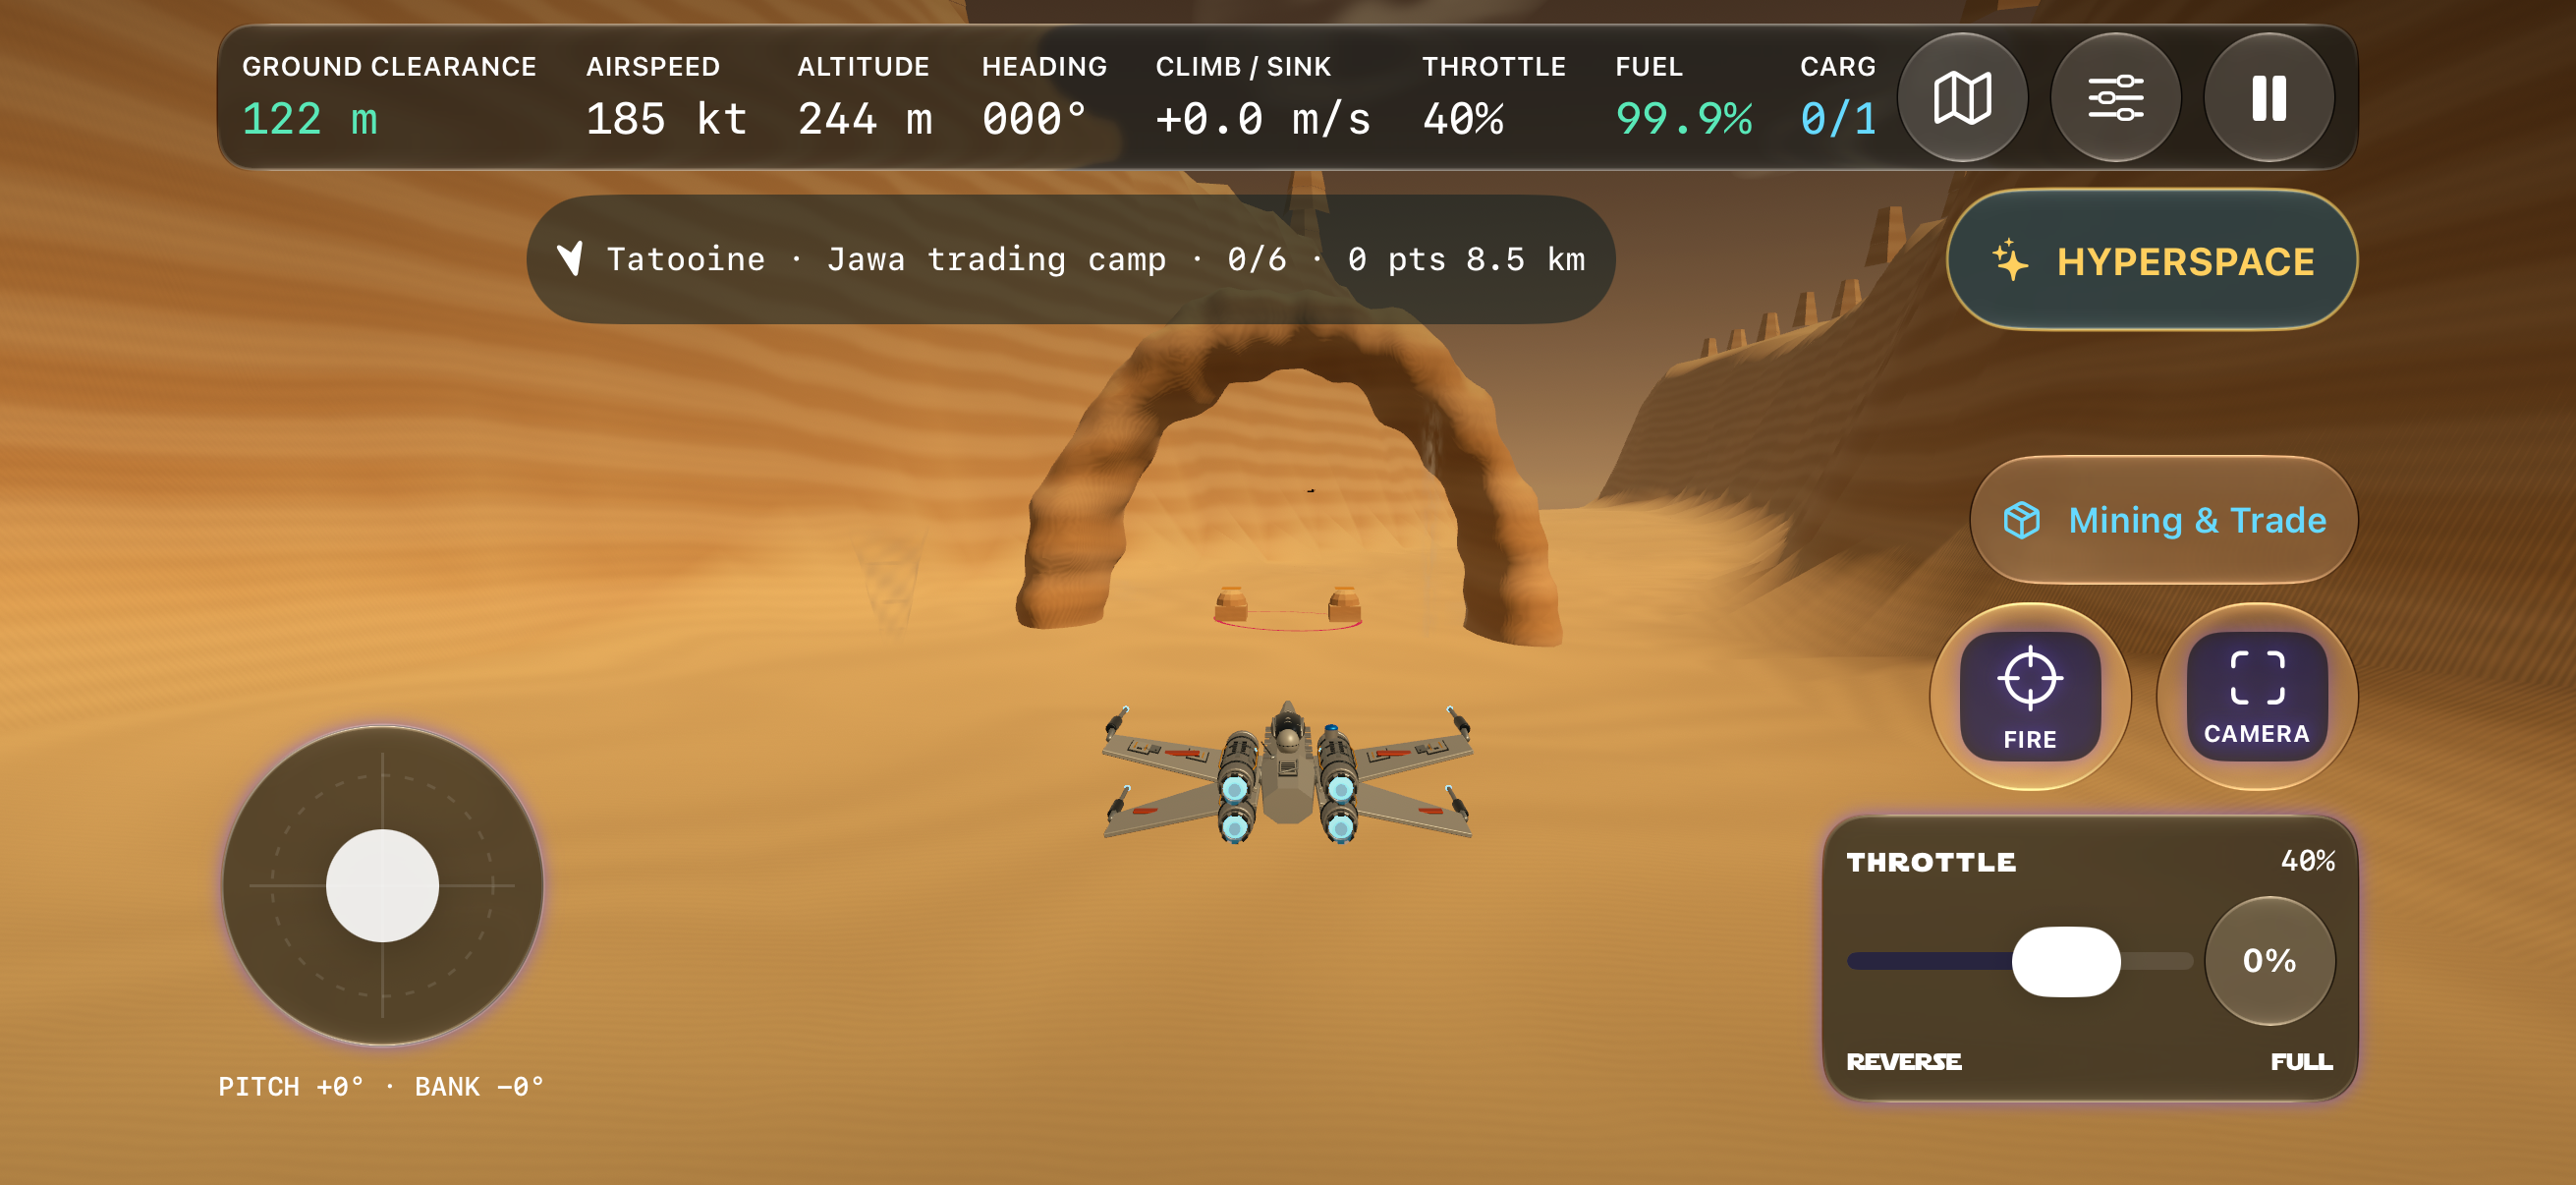 GROUND CLEARANCE AIRSPEED ALTITUDE HEADING CLIMB / SINK THROTTLE FUEL CARG
122 m 185 kt 244 m 000° +0.0 m/s 40% 99.9% 0/1
Tatooine · Jawa trading camp · 0/6 · 0 pts 8.5 km
HYPERSPACE
Mining & Trade
FIRE
CAMERA
THROTTLE 40%
0%
REVERSE FULL
PITCH +0° · BANK −0°